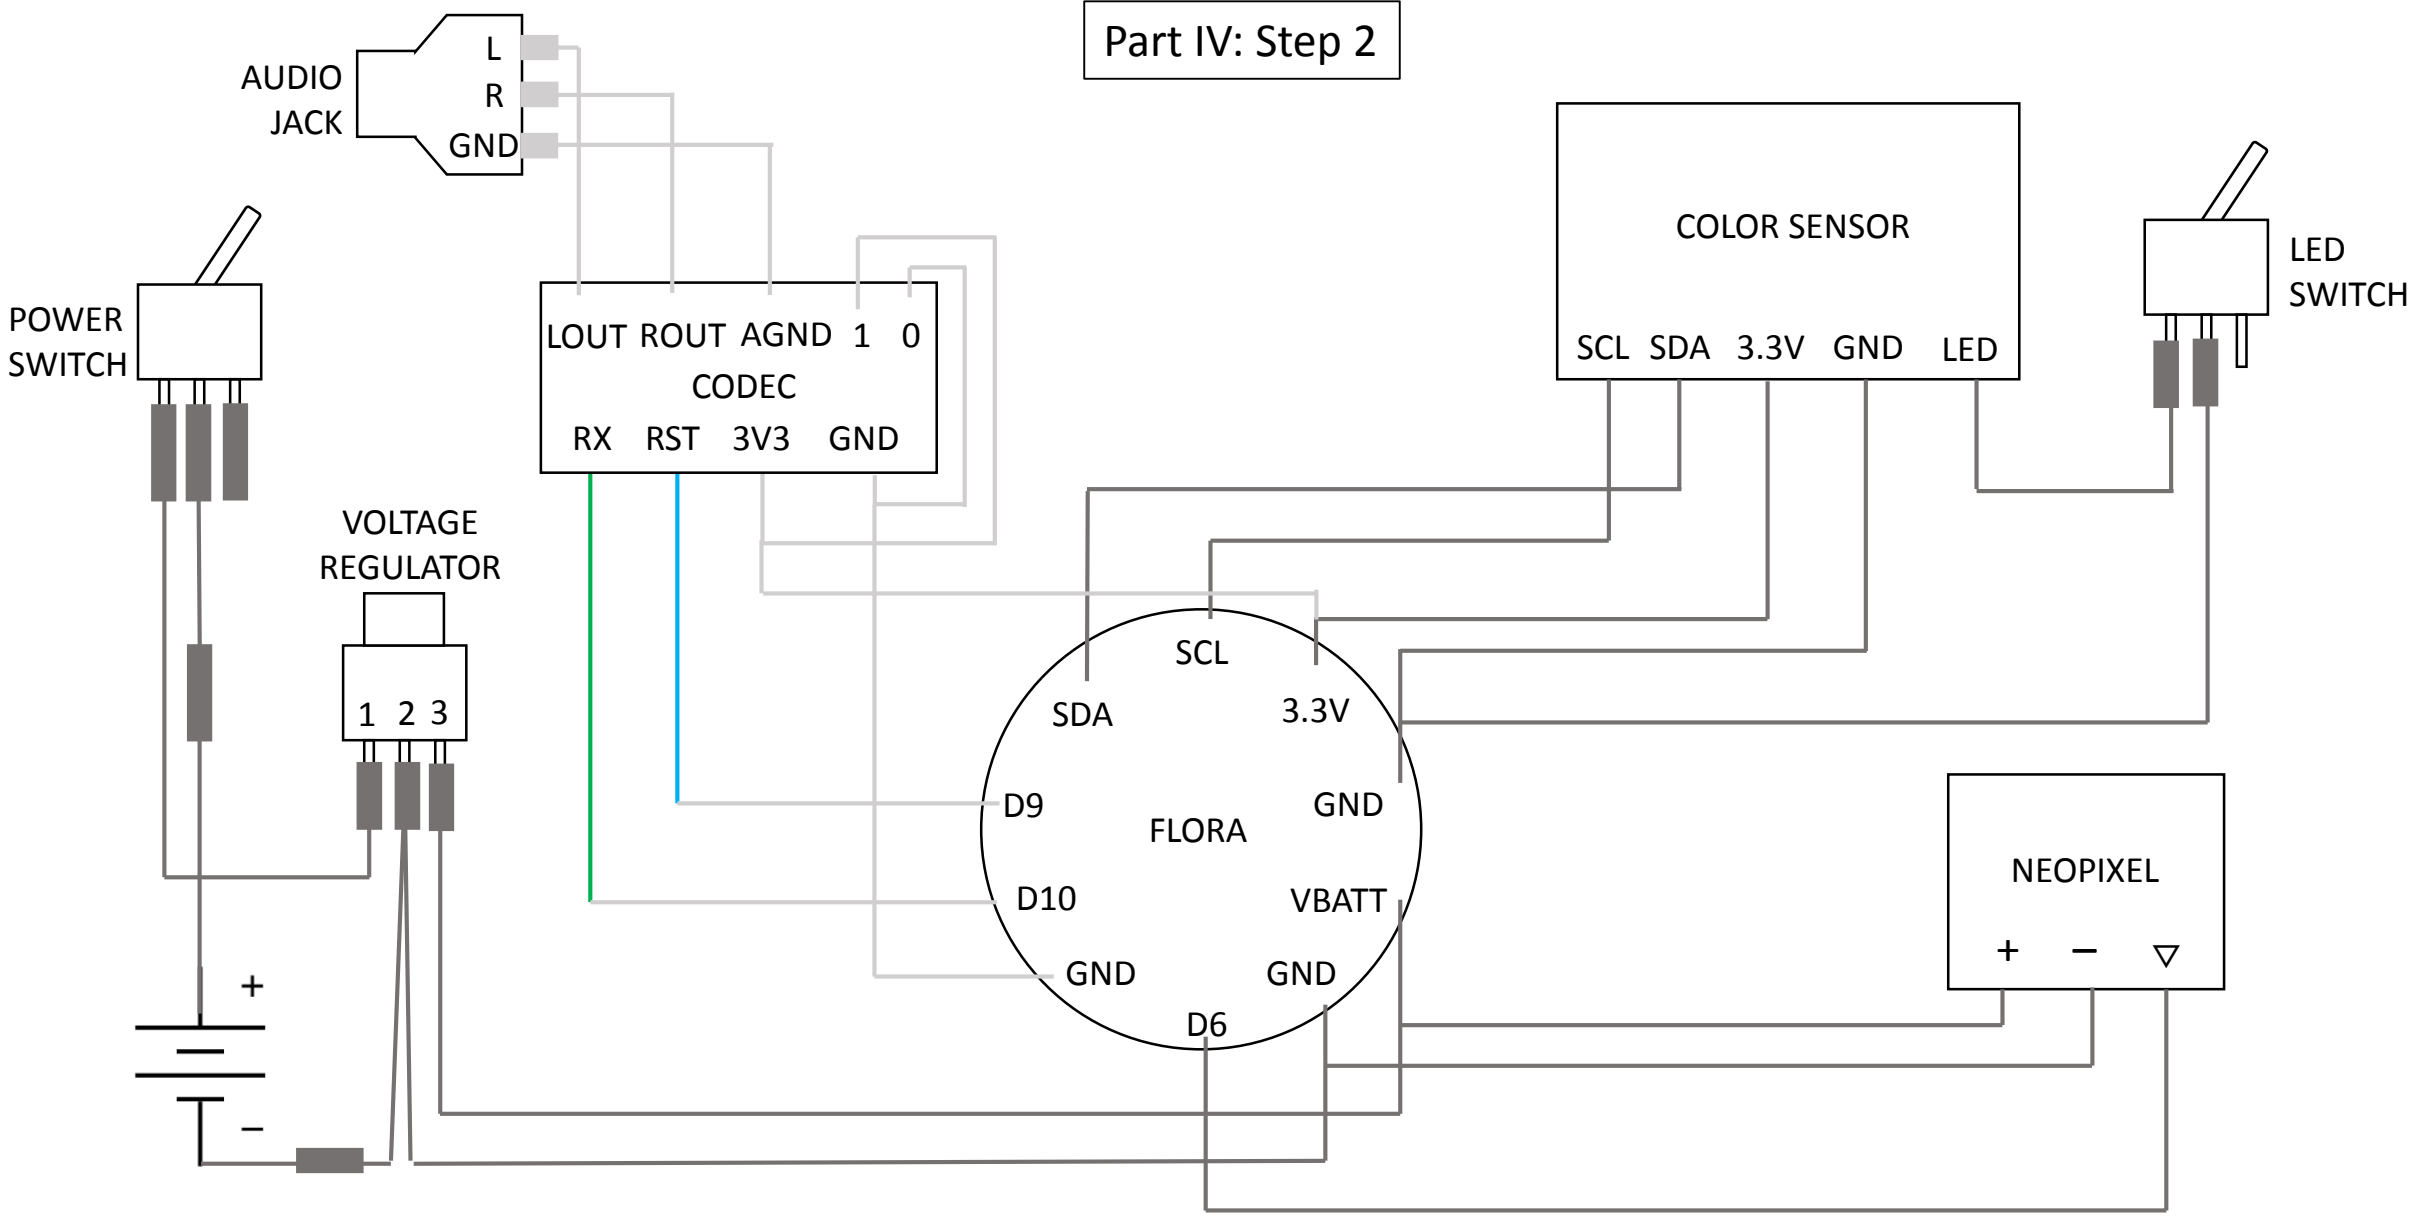 Part IV: Step 2
AUDIO
JACK
L
R
GND
POWER
SWITCH
LOUT ROUT AGND 1 0
CODEC
RX RST 3V3 GND
COLOR SENSOR
SCL SDA 3.3V GND LED
LED
SWITCH
VOLTAGE
REGULATOR
1 2 3
SCL
SDA
3.3V
D9
GND
FLORA
D10
VBATT
GND
GND
D6
NEOPIXEL
+ −
+
−